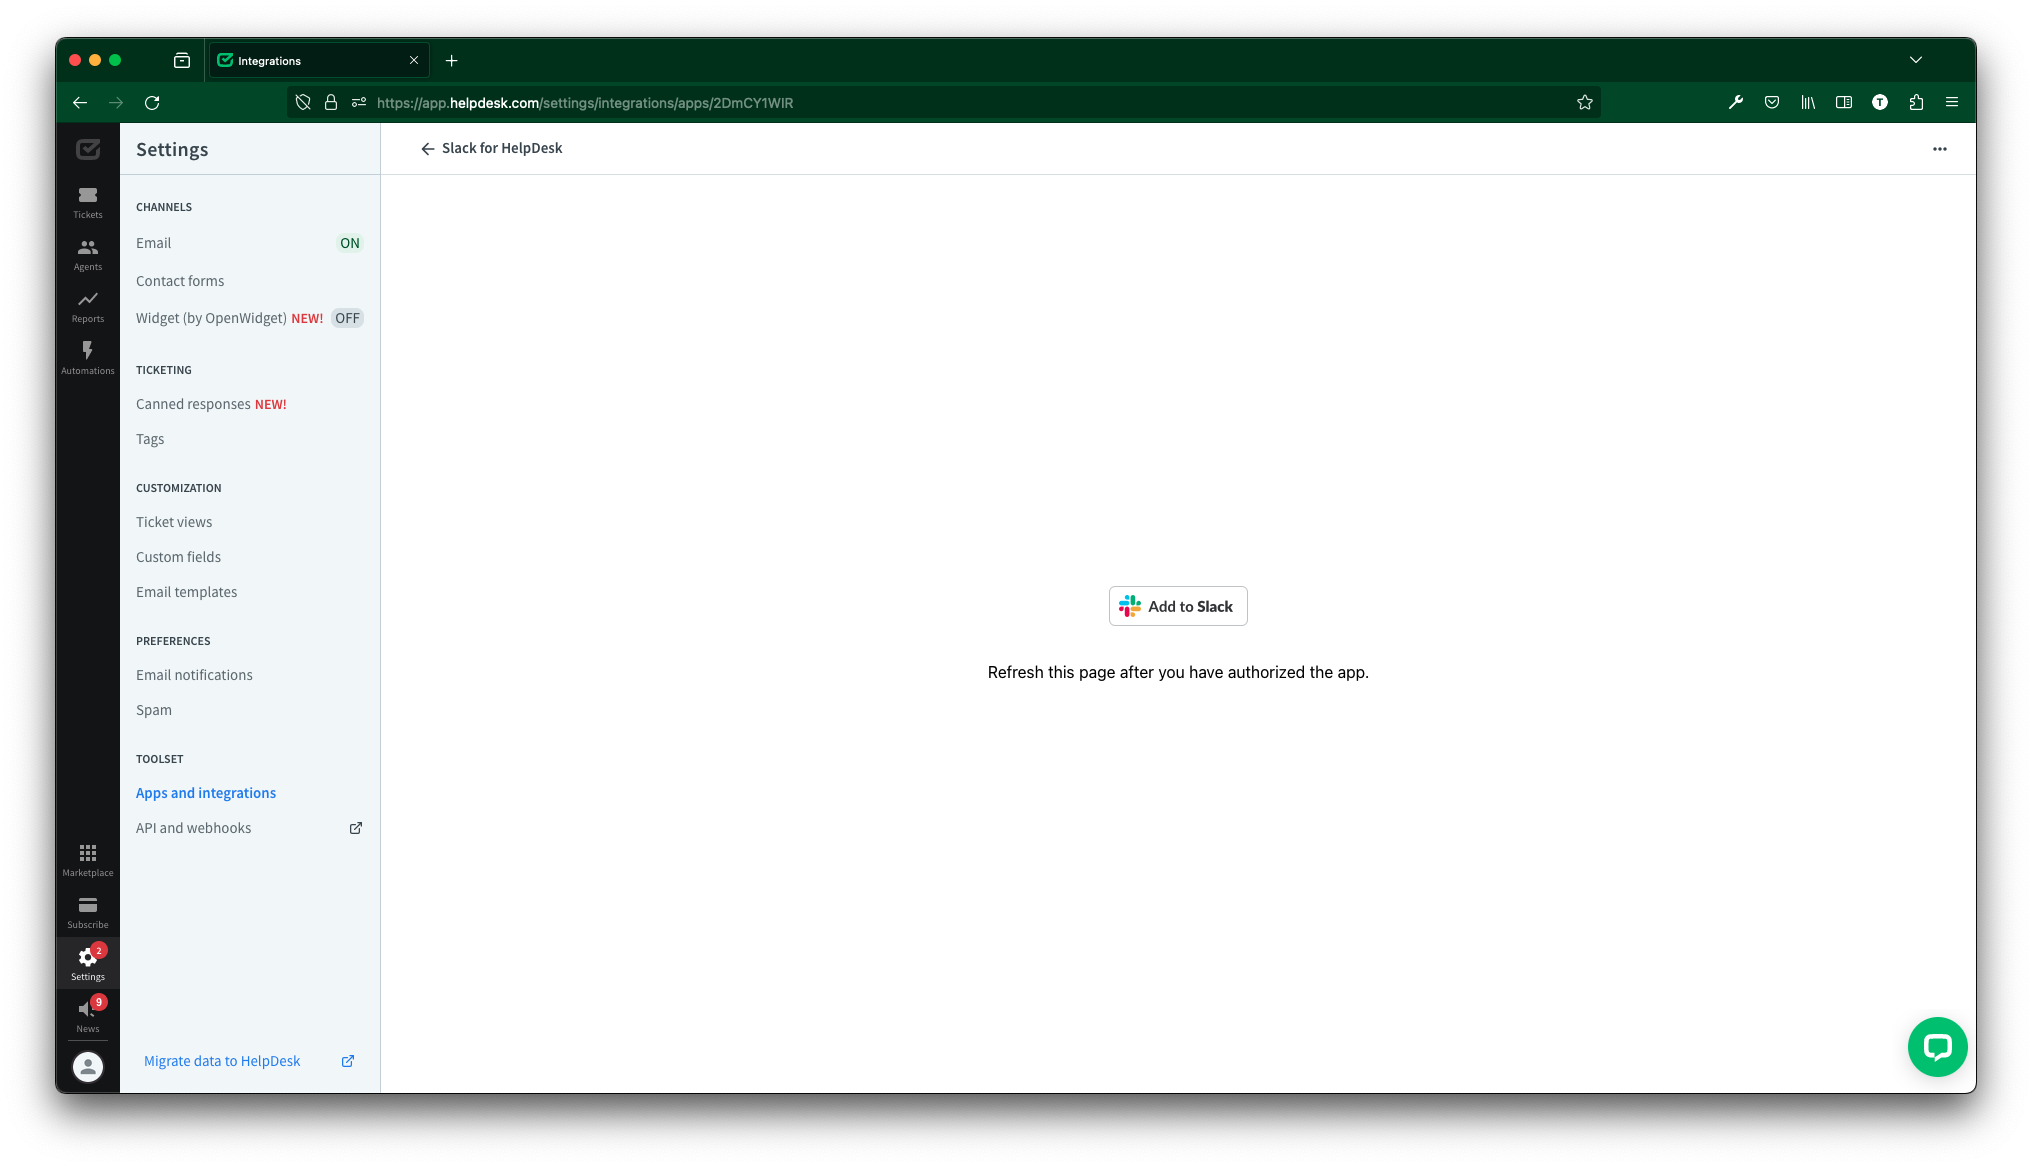 Integrations
https://app.helpdesk.com/settings/integrations/apps/2DmCY1WIR
T
Settings
Slack for HelpDesk
Tickets
Agents
Reports
Automations
Marketplace
Subscribe
2
Settings
9
News
CHANNELS
Email ON
Contact forms
Widget (by OpenWidget) NEW! OFF
TICKETING
Canned responses NEW!
Tags
CUSTOMIZATION
Ticket views
Custom fields
Email templates
PREFERENCES
Email notifications
Spam
TOOLSET
Apps and integrations
API and webhooks
Migrate data to HelpDesk
Add to Slack
Refresh this page after you have authorized the app.